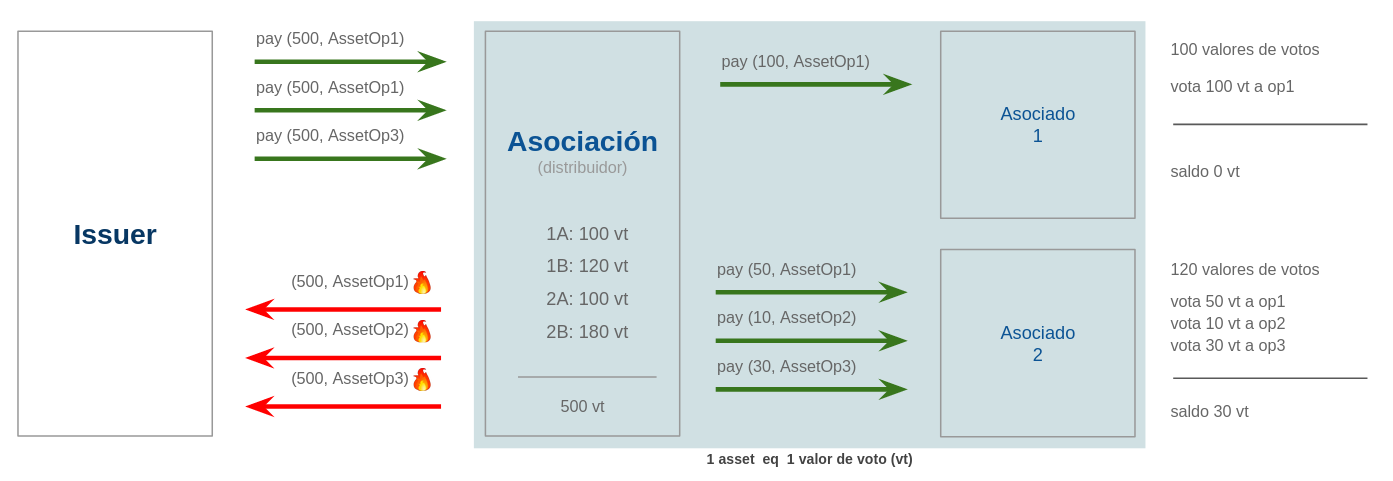 Issuer
pay (500, AssetOp1)
pay (500, AssetOp1)
pay (500, AssetOp3)
(500, AssetOp1)
(500, AssetOp2)
(500, AssetOp3)
Asociación
(distribuidor)
1A: 100 vt
1B: 120 vt
2A: 100 vt
2B: 180 vt
500 vt
pay (100, AssetOp1)
pay (50, AssetOp1)
pay (10, AssetOp2)
pay (30, AssetOp3)
Asociado
1
Asociado
2
100 valores de votos
vota 100 vt a op1
saldo 0 vt
120 valores de votos
vota 50 vt a op1
vota 10 vt a op2
vota 30 vt a op3
saldo 30 vt
1 asset eq 1 valor de voto (vt)